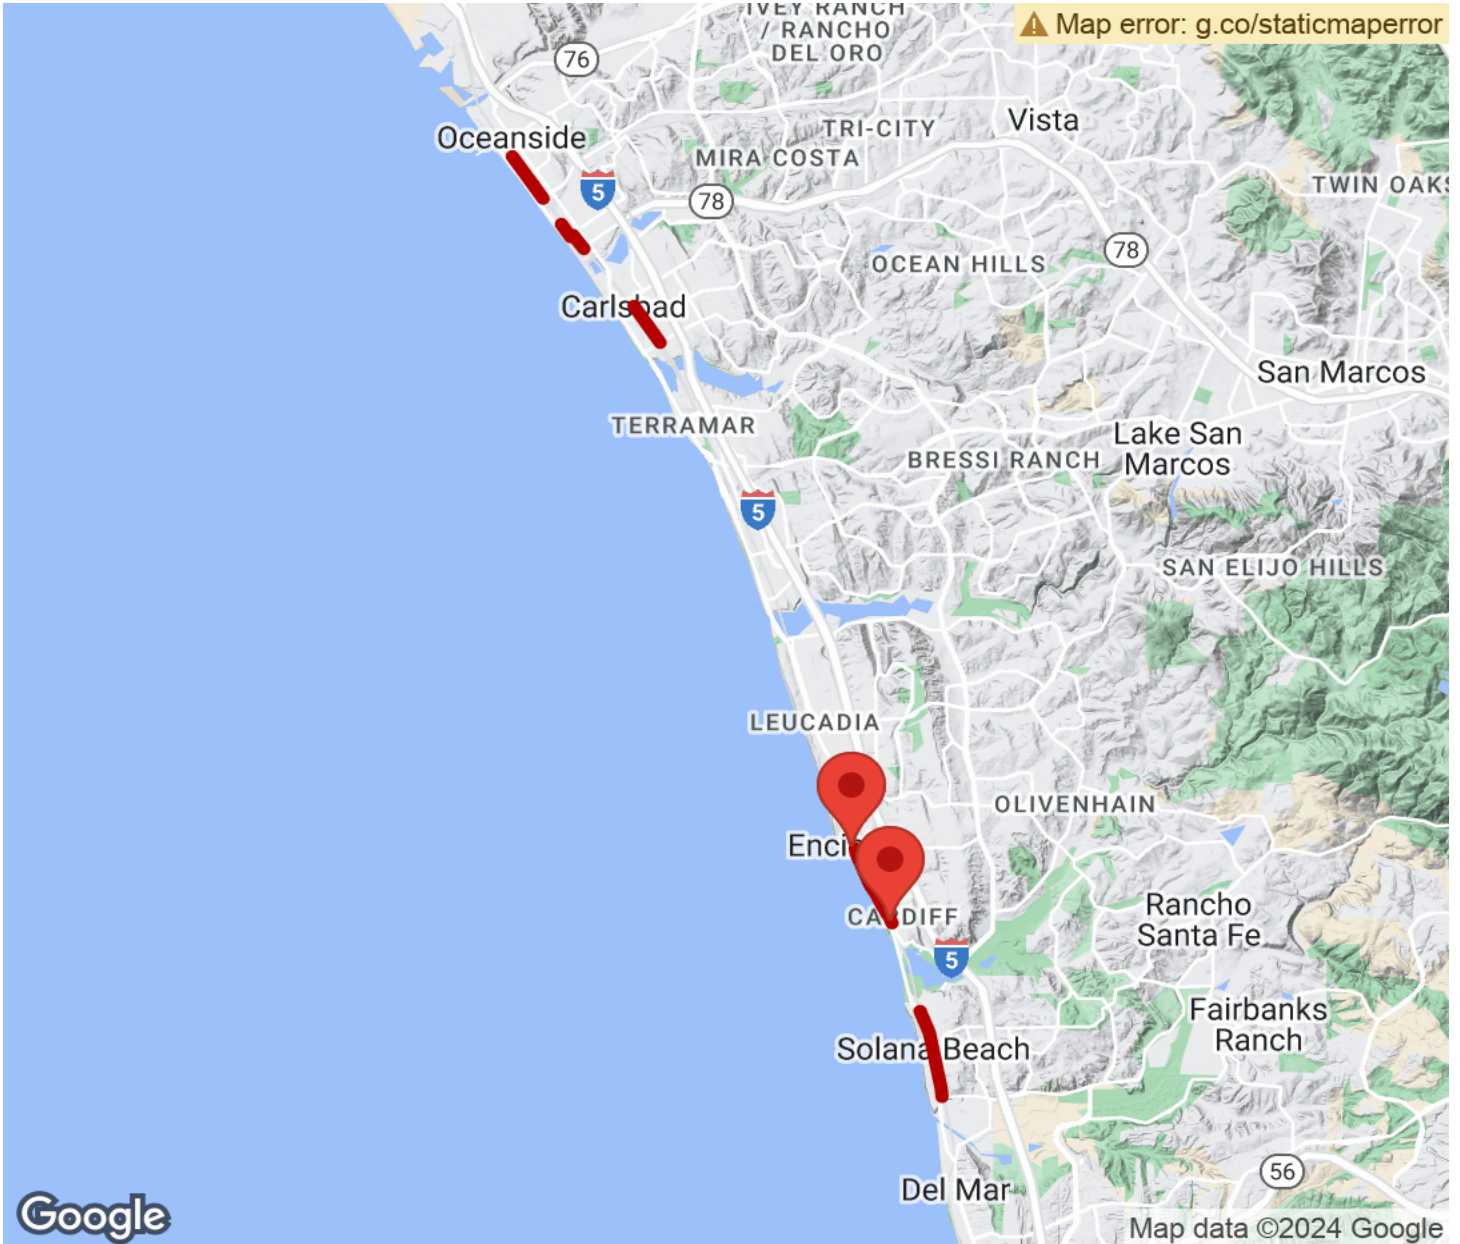 IVEY RANCH
/ RANCHO
DEL ORO
Map error: g.co/staticmaperror
76
Oceanside
TRI-CITY
Vista
MIRA COSTA
5
78
TWIN OAKS
78
OCEAN HILLS
Carlsbad
San Marcos
TERRAMAR
Lake San
Marcos
BRESSI RANCH
5
SAN ELIJO HILLS
LEUCADIA
OLIVENHAIN
Enci
CARDIFF
Rancho
Santa Fe
5
Fairbanks
Ranch
Solana Beach
56
Del Mar
Google
Map data ©2024 Google